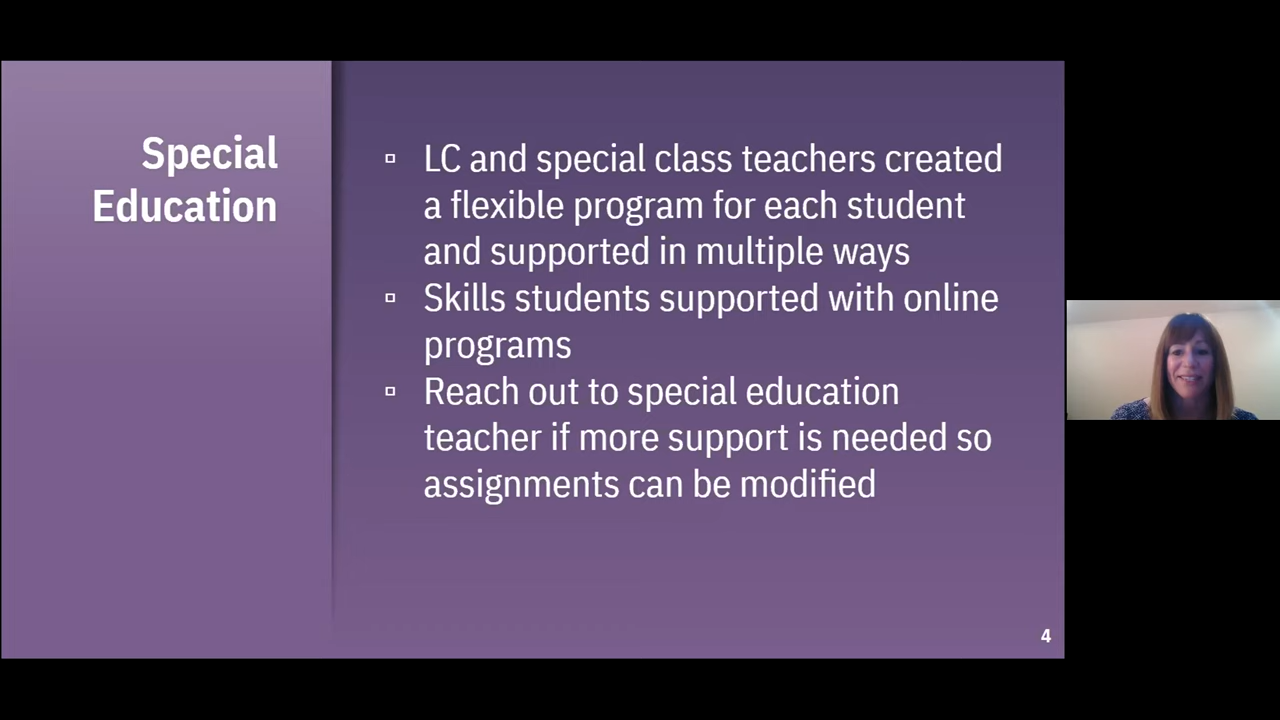 Special
Education
▫ LC and special class teachers created
a flexible program for each student
and supported in multiple ways
▫ Skills students supported with online
programs
▫ Reach out to special education
teacher if more support is needed so
assignments can be modified
4